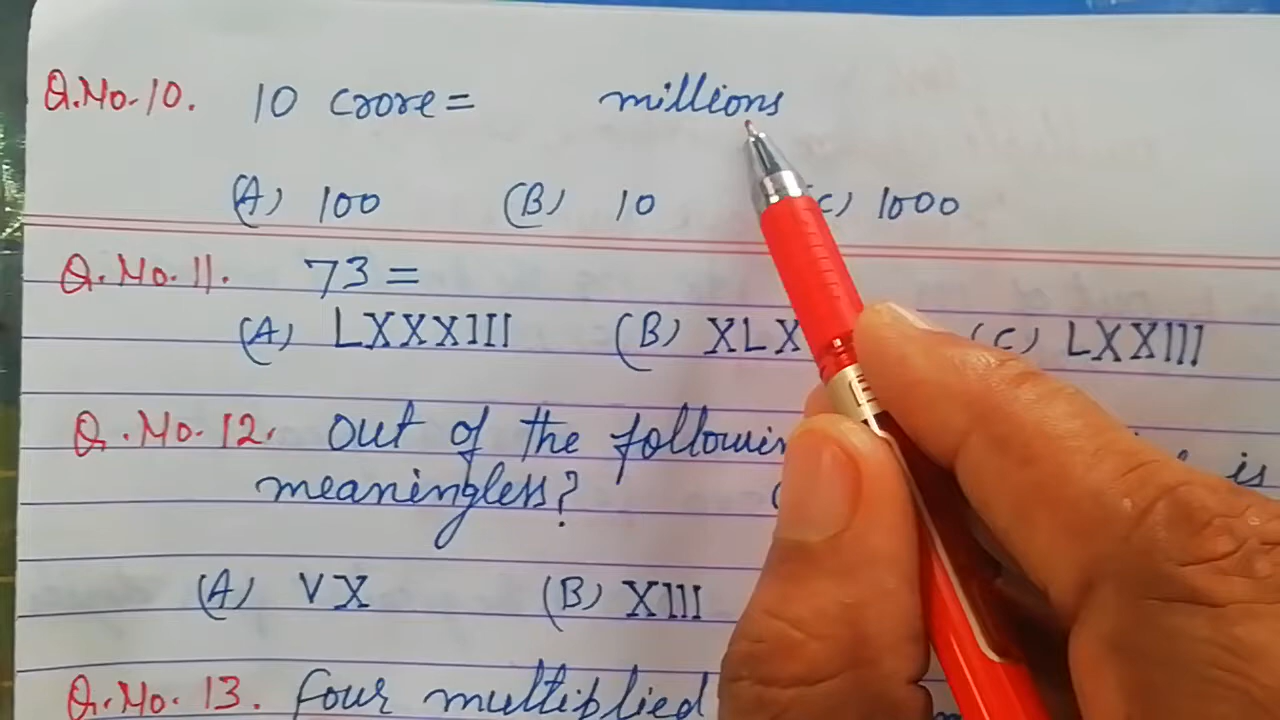 Q.No.10. 10 crore = millions
(A) 100 (B) 10 (C) 1000
Q.No.11. 73 =
(A) LXXXIII (B) XLX (C) LXXIII
Q.No.12. Out of the is
meaningless?
(A) VX (B) XIII
Q.No.13. Four multiplied